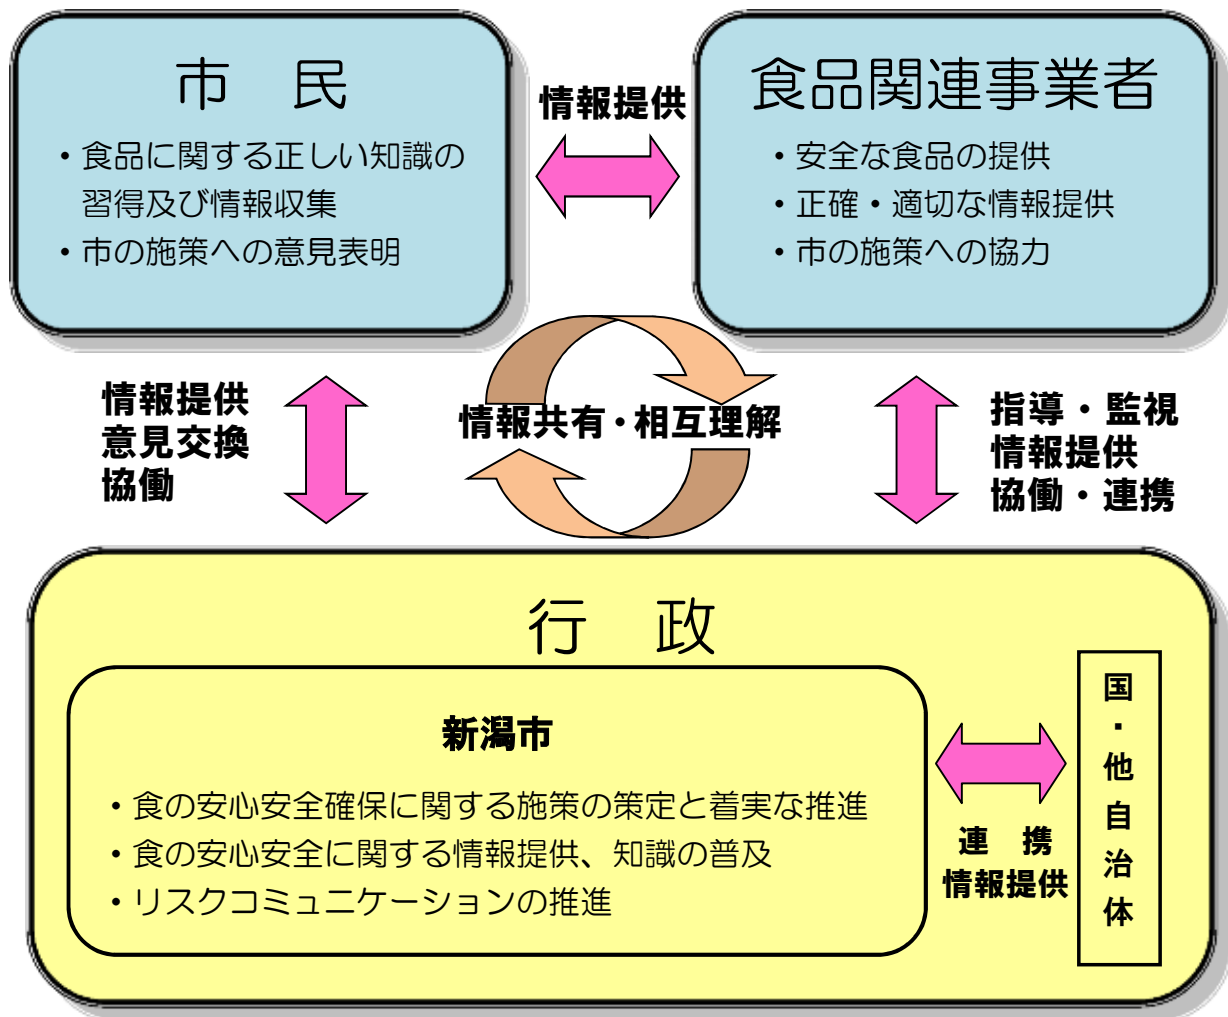 市　民
・食品に関する正しい知識の
習得及び情報収集
・市の施策への意見表明
情報提供
食品関連事業者
・安全な食品の提供
・正確・適切な情報提供
・市の施策への協力
情報提供
意見交換
協働
情報共有・相互理解
指導・監視
情報提供
協働・連携
行　政
新潟市
・食の安心安全確保に関する施策の策定と着実な推進
・食の安心安全に関する情報提供、知識の普及
・リスクコミュニケーションの推進
連　携
情報提供
国・他自治体